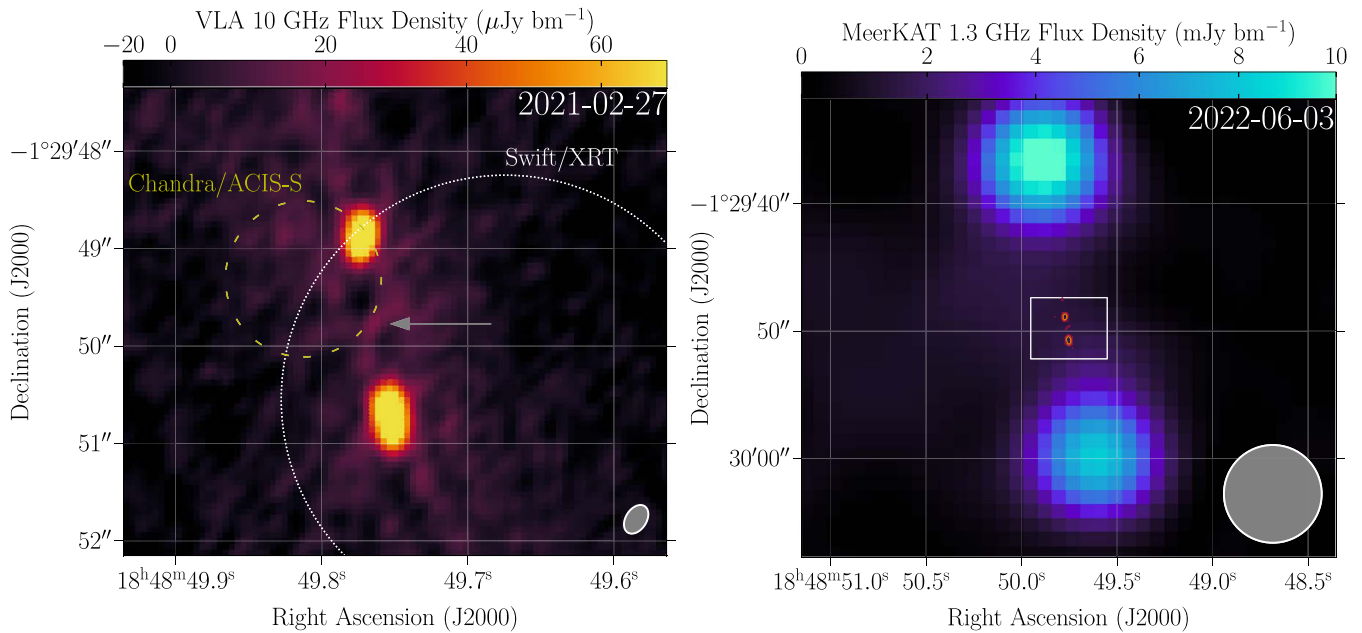 VLA 10 GHz Flux Density (μJy bm⁻¹)
−20 0 20 40 60
2021-02-27
Swift/XRT
Chandra/ACIS-S
−1°29′48″
49″
50″
51″
52″
Declination (J2000)
18ʰ48ᵐ49.9ˢ 49.8ˢ 49.7ˢ 49.6ˢ
Right Ascension (J2000)
MeerKAT 1.3 GHz Flux Density (mJy bm⁻¹)
0 2 4 6 8 10
2022-06-03
−1°29′40″
50″
30′00″
Declination (J2000)
18ʰ48ᵐ51.0ˢ 50.5ˢ 50.0ˢ 49.5ˢ 49.0ˢ 48.5ˢ
Right Ascension (J2000)